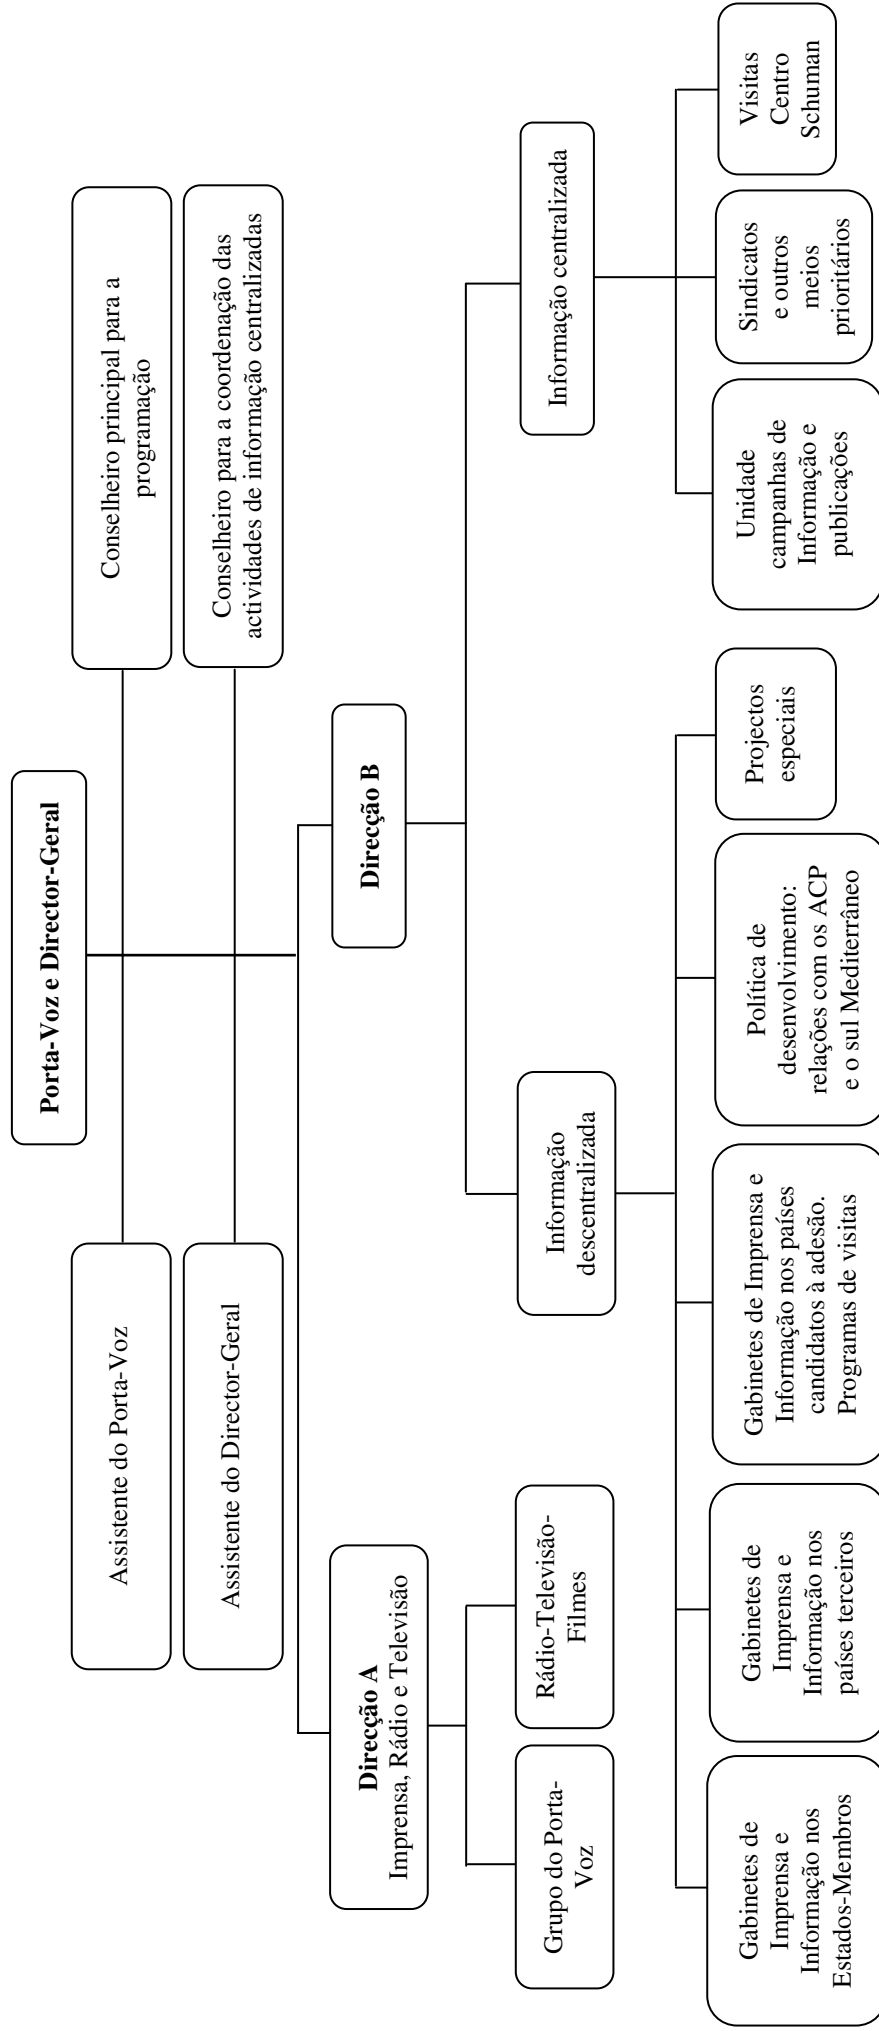 Porta-Voz e Director-Geral
Assistente do Porta-Voz
Conselheiro principal para a
programação
Assistente do Director-Geral
Conselheiro para a coordenação das
actividades de informação centralizadas
Direcção A
Imprensa, Rádio e Televisão
Direcção B
Grupo do Porta-
Voz
Rádio-Televisão-
Filmes
Informação
descentralizada
Informação centralizada
Gabinetes de
Imprensa e
Informação nos
Estados-Membros
Gabinetes de
Imprensa e
Informação nos
países terceiros
Gabinetes de Imprensa e
Informação nos países
candidatos à adesão.
Programas de visitas
Política de
desenvolvimento:
relações com os ACP
e o sul Mediterrâneo
Projectos
especiais
Unidade
campanhas de
Informação e
publicações
Sindicatos
e outros
meios
prioritários
Visitas
Centro
Schuman